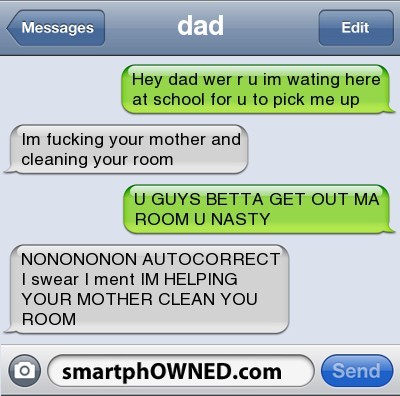 Messages
dad
Edit
Hey dad wer r u im wating here
at school for u to pick me up
Im fucking your mother and
cleaning your room
U GUYS BETTA GET OUT MA
ROOM U NASTY
NONONONON AUTOCORRECT
I swear I ment IM HELPING
YOUR MOTHER CLEAN YOU
ROOM
smartphOWNED.com
Send